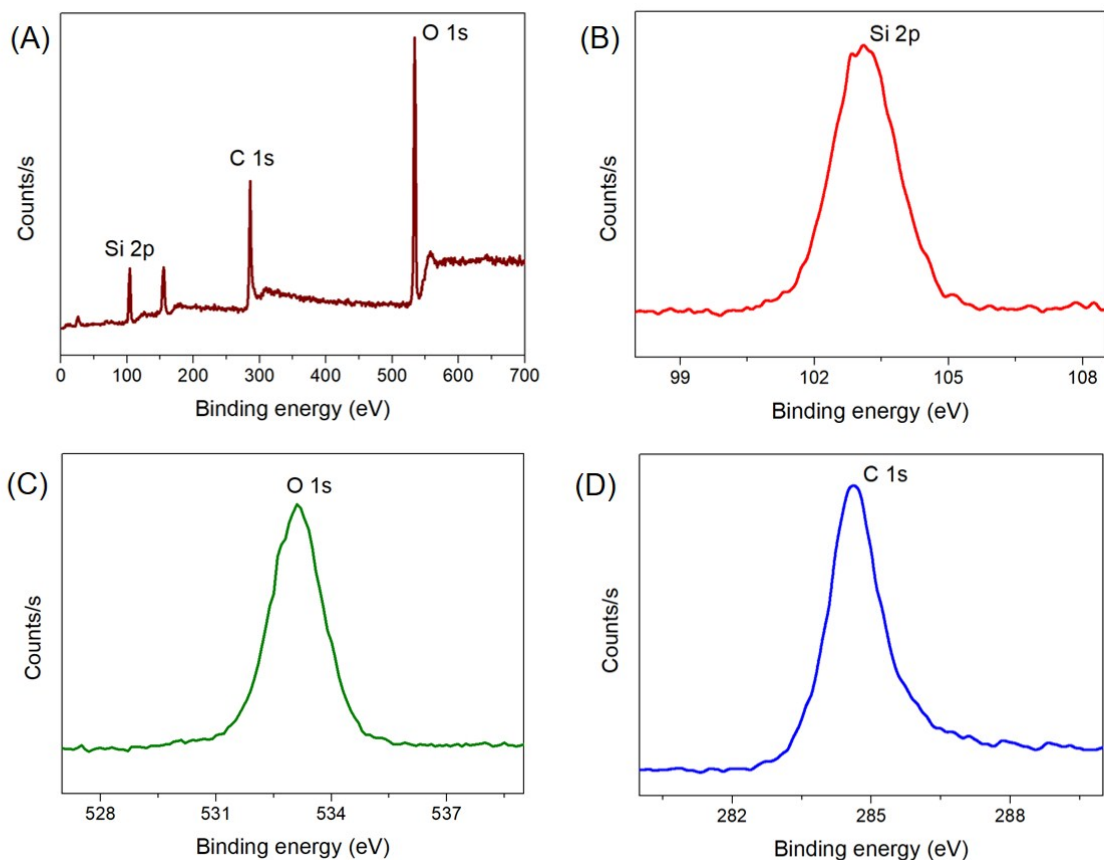 (A)
O 1s
C 1s
Si 2p
Counts/s
0 100 200 300 400 500 600 700
Binding energy (eV)
(B)
Si 2p
Counts/s
99 102 105 108
Binding energy (eV)
(C)
O 1s
Counts/s
528 531 534 537
Binding energy (eV)
(D)
C 1s
Counts/s
282 285 288
Binding energy (eV)